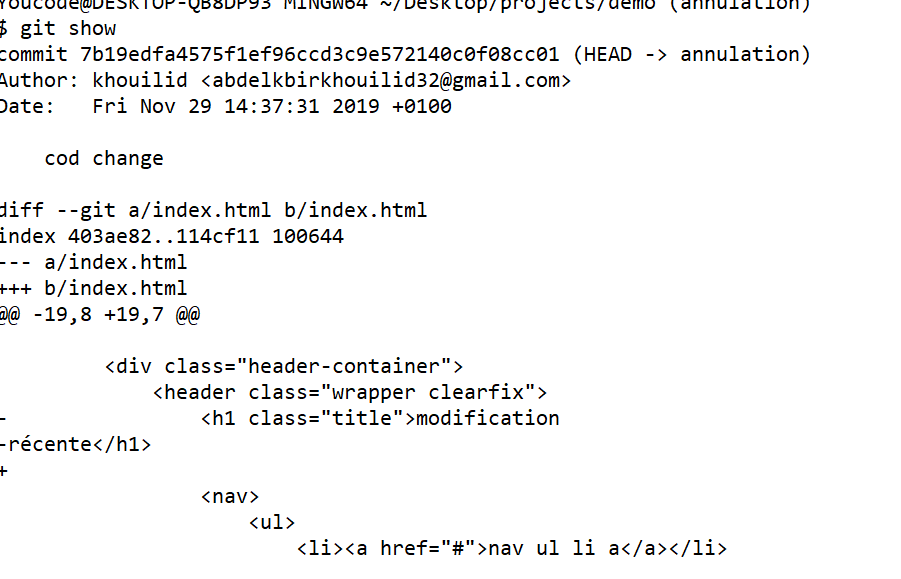 Youcode@DESKTOP-QB8DP93 MINGW64 ~/Desktop/projects/demo (annulation)
$ git show
commit 7b19edfa4575f1ef96ccd3c9e572140c0f08cc01 (HEAD -> annulation)
Author: khouilid <abdelkbirkhouilid32@gmail.com>
Date:   Fri Nov 29 14:37:31 2019 +0100
    cod change
diff --git a/index.html b/index.html
index 403ae82..114cf11 100644
--- a/index.html
+++ b/index.html
@@ -19,8 +19,7 @@
         <div class="header-container">
             <header class="wrapper clearfix">
-                <h1 class="title">modification
-récente</h1>
+
                 <nav>
                     <ul>
                         <li><a href="#">nav ul li a</a></li>